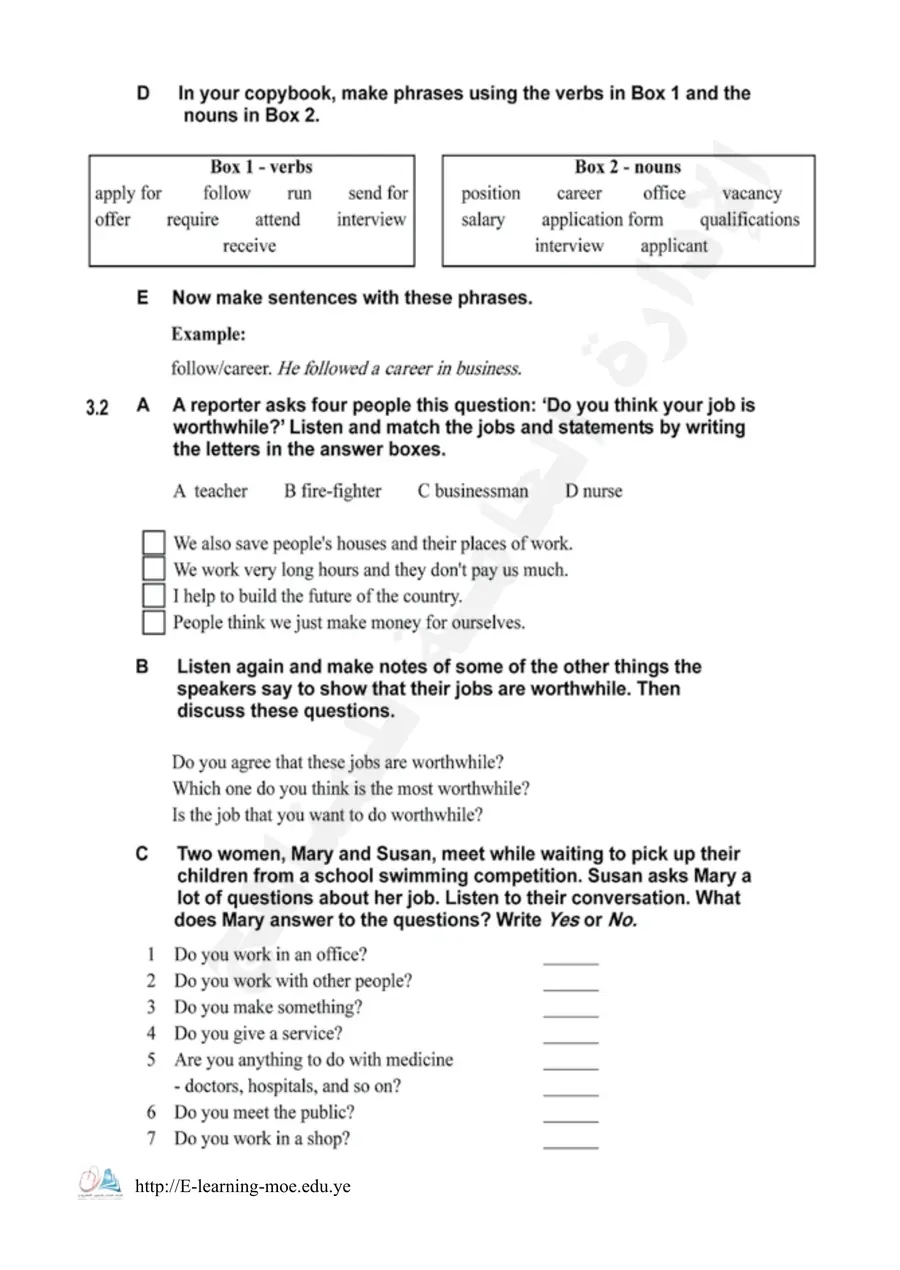 D In your copybook, make phrases using the verbs in Box 1 and the
nouns in Box 2.
Box 1 - verbs
apply for follow run send for
offer require attend interview
receive
Box 2 - nouns
position career office vacancy
salary application form qualifications
interview applicant
E Now make sentences with these phrases.
Example:
follow/career. He followed a career in business.
3.2 A A reporter asks four people this question: ‘Do you think your job is
worthwhile?’ Listen and match the jobs and statements by writing
the letters in the answer boxes.
A teacher B fire-fighter C businessman D nurse
We also save people's houses and their places of work.
We work very long hours and they don't pay us much.
I help to build the future of the country.
People think we just make money for ourselves.
B Listen again and make notes of some of the other things the
speakers say to show that their jobs are worthwhile. Then
discuss these questions.
Do you agree that these jobs are worthwhile?
Which one do you think is the most worthwhile?
Is the job that you want to do worthwhile?
C Two women, Mary and Susan, meet while waiting to pick up their
children from a school swimming competition. Susan asks Mary a
lot of questions about her job. Listen to their conversation. What
does Mary answer to the questions? Write Yes or No.
1 Do you work in an office?
2 Do you work with other people?
3 Do you make something?
4 Do you give a service?
5 Are you anything to do with medicine
- doctors, hospitals, and so on?
6 Do you meet the public?
7 Do you work in a shop?
http://E-learning-moe.edu.ye